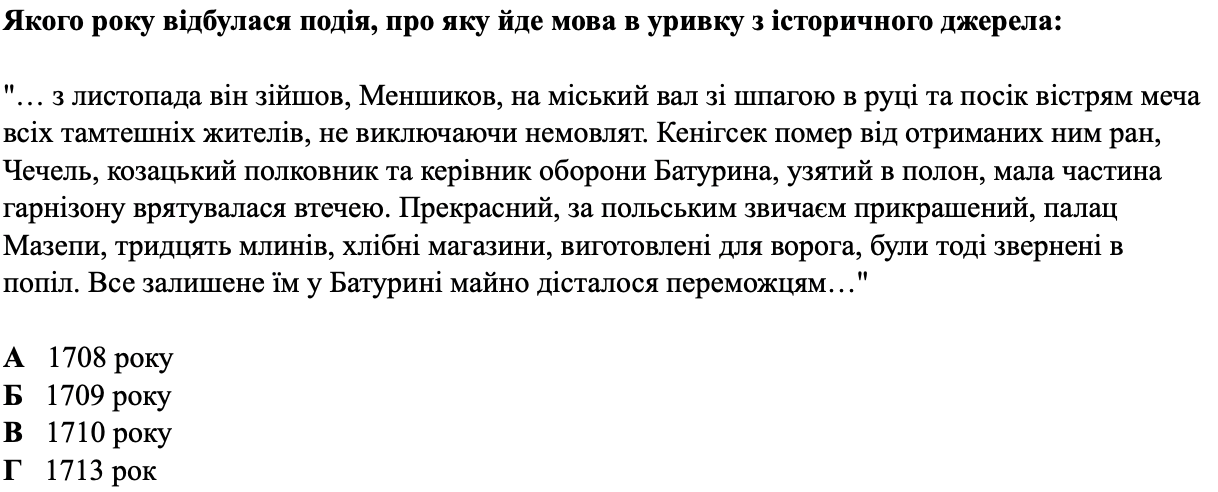 Якого року відбулася подія, про яку йде мова в уривку з історичного джерела:
"… з листопада він зійшов, Меншиков, на міський вал зі шпагою в руці та посік вістрям меча
всіх тамтешніх жителів, не виключаючи немовлят. Кенігсек помер від отриманих ним ран,
Чечель, козацький полковник та керівник оборони Батурина, узятий в полон, мала частина
гарнізону врятувалася втечею. Прекрасний, за польським звичаєм прикрашений, палац
Мазепи, тридцять млинів, хлібні магазини, виготовлені для ворога, були тоді звернені в
попіл. Все залишене їм у Батурині майно дісталося переможцям…"
А 1708 року
Б 1709 року
В 1710 року
Г 1713 рок